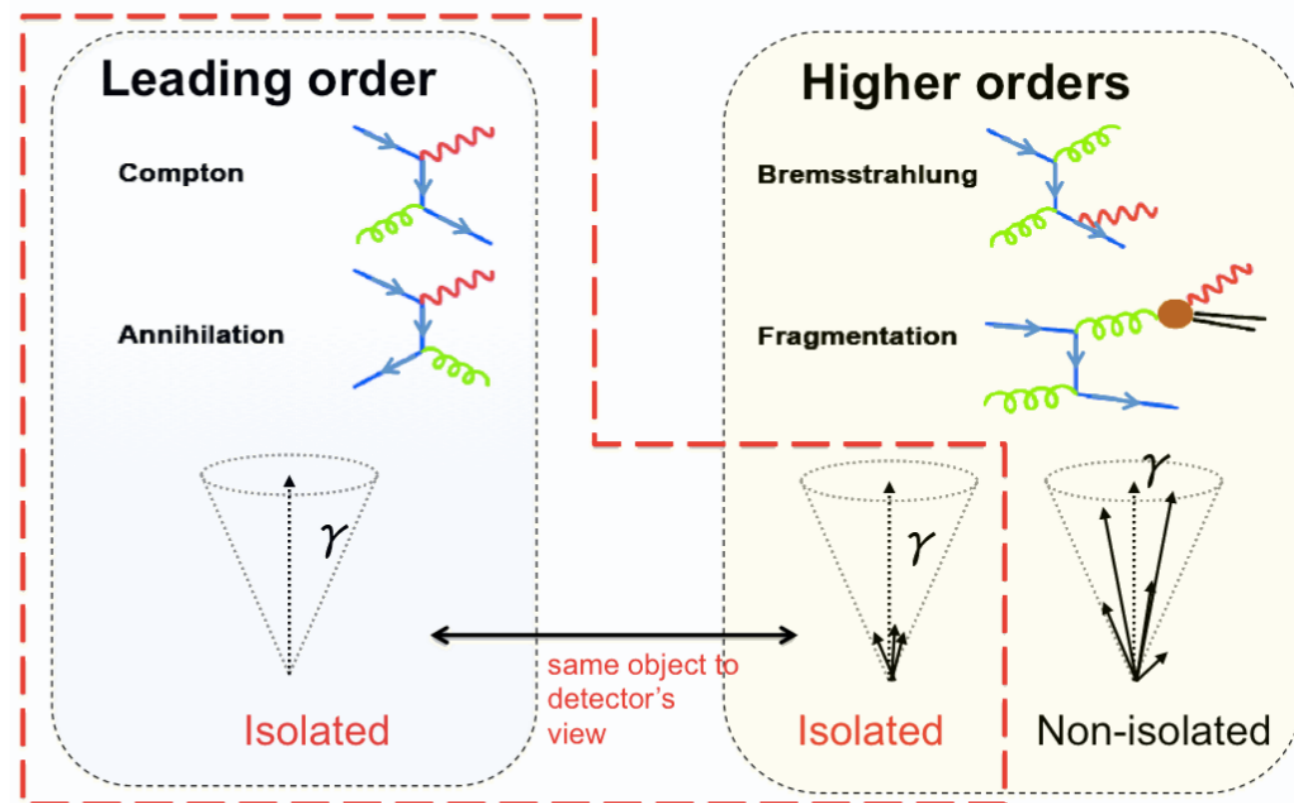 Leading order
Compton
Annihilation
γ
Isolated
same object to
detector's
view
Higher orders
Bremsstrahlung
Fragmentation
γ
γ
Isolated
Non-isolated